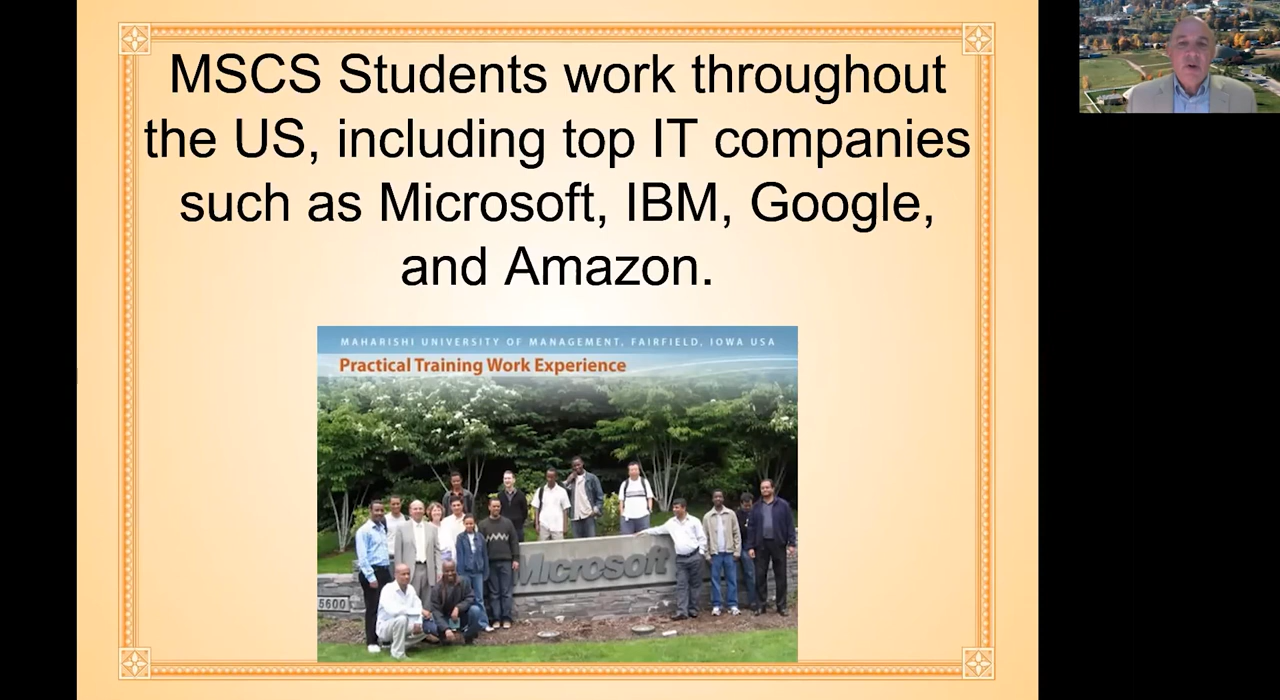 MSCS Students work throughout
the US, including top IT companies
such as Microsoft, IBM, Google,
and Amazon.
MAHARISHI UNIVERSITY OF MANAGEMENT, FAIRFIELD, IOWA USA
Practical Training Work Experience
Microsoft
5600